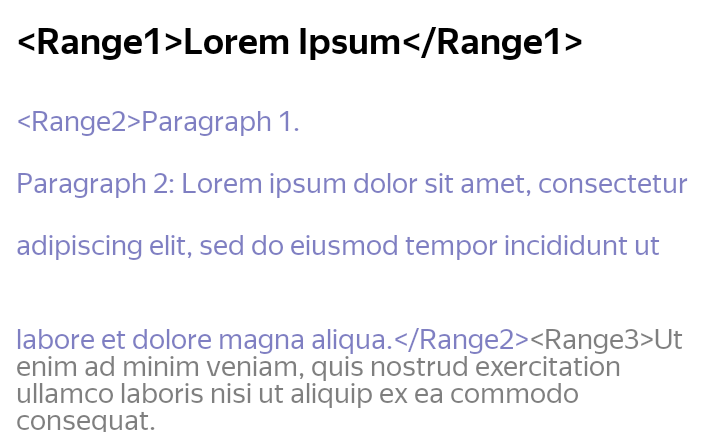 <Range1>Lorem Ipsum</Range1>
<Range2>Paragraph 1.
Paragraph 2: Lorem ipsum dolor sit amet, consectetur
adipiscing elit, sed do eiusmod tempor incididunt ut
labore et dolore magna aliqua.</Range2><Range3>Ut
enim ad minim veniam, quis nostrud exercitation
ullamco laboris nisi ut aliquip ex ea commodo
consequat.